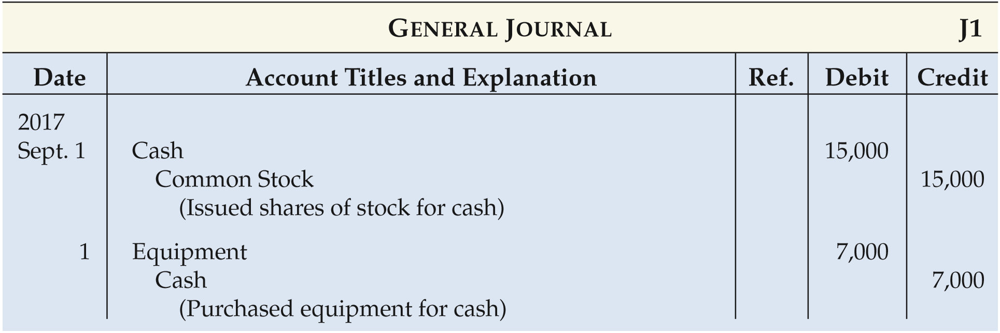 GENERAL JOURNAL J1
Date Account Titles and Explanation Ref. Debit Credit
2017
Sept. 1 Cash 15,000
Common Stock 15,000
(Issued shares of stock for cash)
1 Equipment 7,000
Cash 7,000
(Purchased equipment for cash)